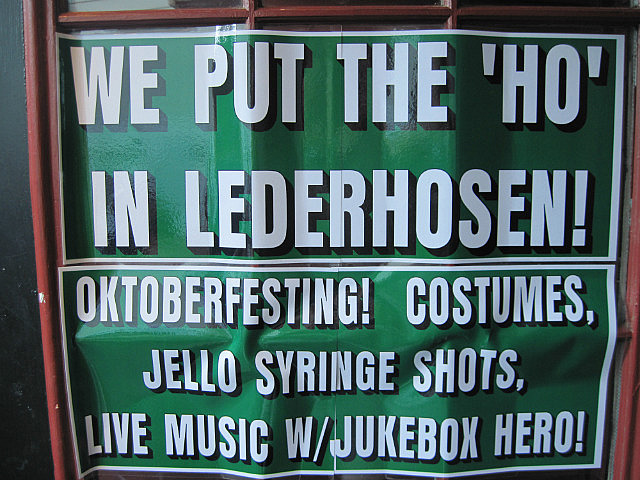 WE PUT THE 'HO'
IN LEDERHOSEN!
OKTOBERFESTING! COSTUMES,
JELLO SYRINGE SHOTS,
LIVE MUSIC W/JUKEBOX HERO!